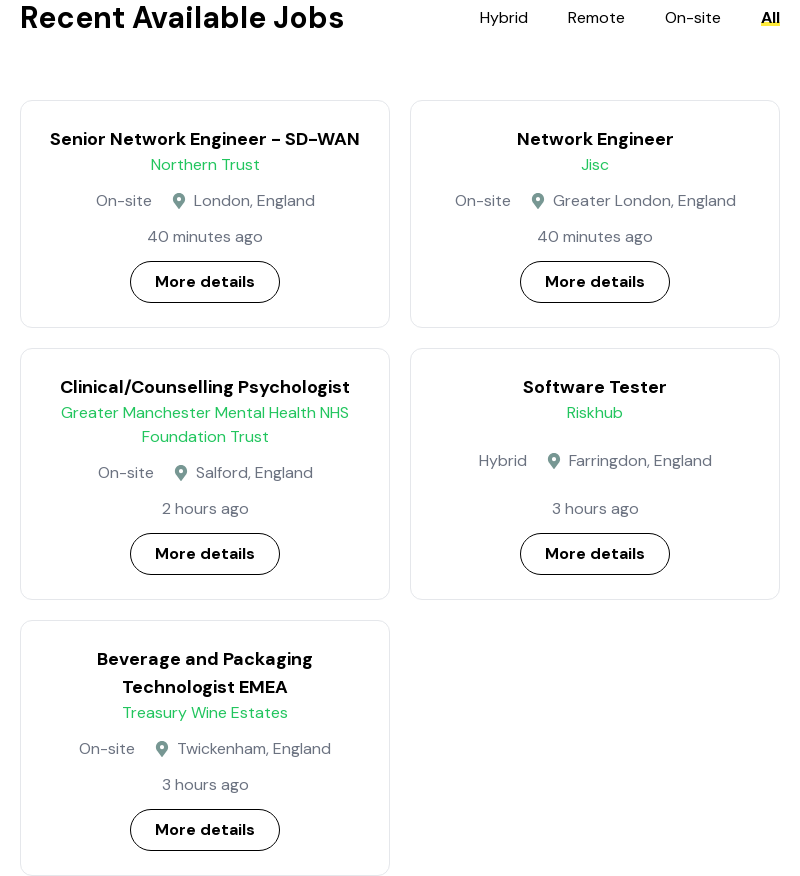 Recent Available Jobs
Hybrid Remote On-site All
Senior Network Engineer – SD-WAN
Northern Trust
On-site London, England
40 minutes ago
More details
Network Engineer
Jisc
On-site Greater London, England
40 minutes ago
More details
Clinical/Counselling Psychologist
Greater Manchester Mental Health NHS
Foundation Trust
On-site Salford, England
2 hours ago
More details
Software Tester
Riskhub
Hybrid Farringdon, England
3 hours ago
More details
Beverage and Packaging
Technologist EMEA
Treasury Wine Estates
On-site Twickenham, England
3 hours ago
More details